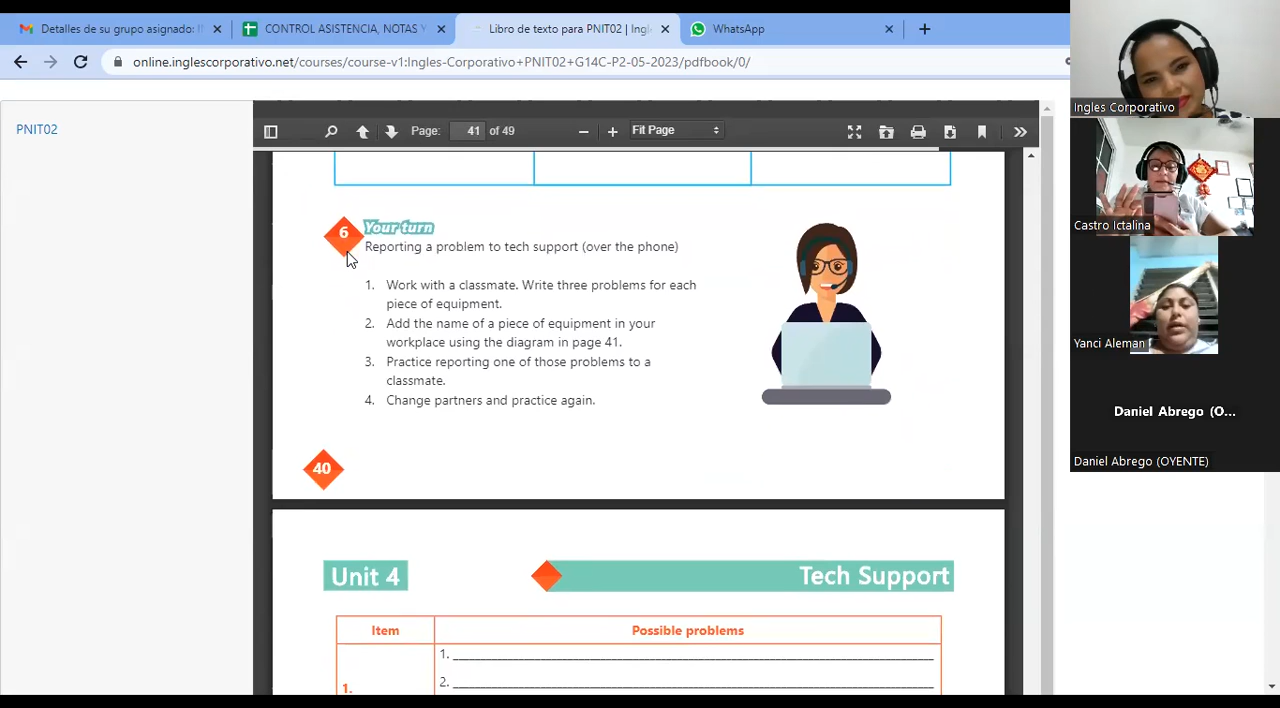 Detalles de su grupo asignado: I
CONTROL ASISTENCIA, NOTAS Y
Libro de texto para PNIT02 | Ingl
WhatsApp
online.inglescorporativo.net/courses/course-v1:Ingles-Corporativo+PNIT02+G14C-P2-05-2023/pdfbook/0/
PNIT02
Page: 41 of 49
Fit Page
6
Your turn
Reporting a problem to tech support (over the phone)
1. Work with a classmate. Write three problems for each
piece of equipment.
2. Add the name of a piece of equipment in your
workplace using the diagram in page 41.
3. Practice reporting one of those problems to a
classmate.
4. Change partners and practice again.
40
Unit 4
Tech Support
Item
Possible problems
1.
1.
2.
Ingles Corporativo
Castro Ictalina
Yanci Aleman
Daniel Abrego (O...
Daniel Abrego (OYENTE)